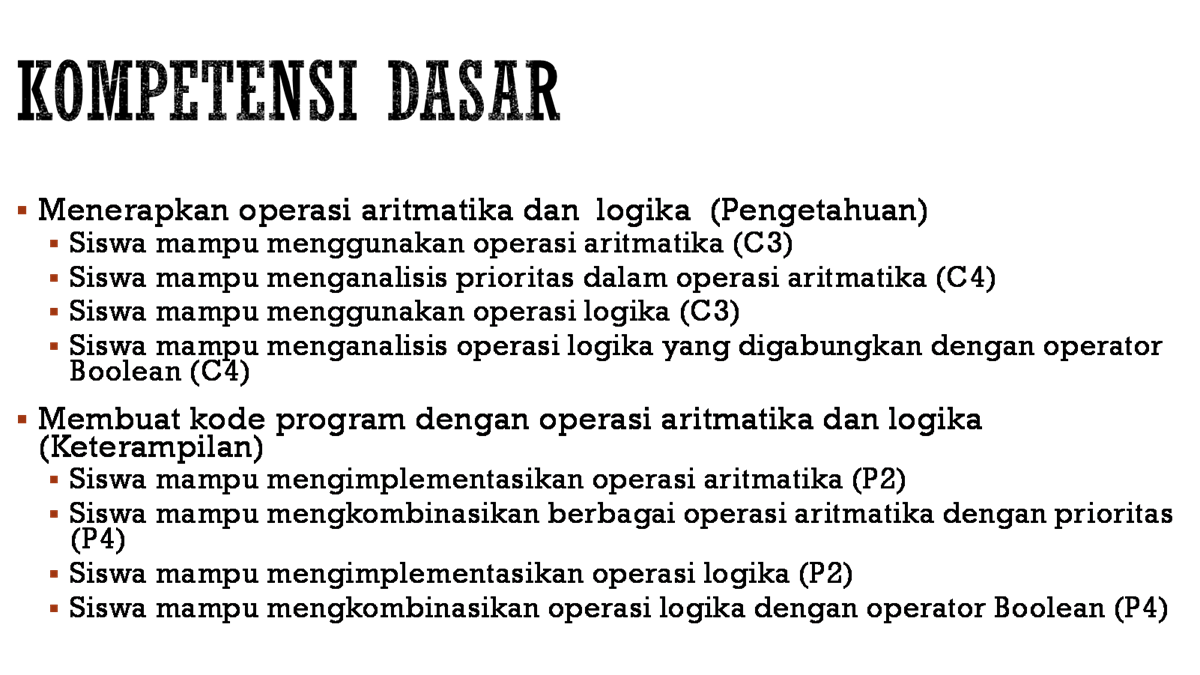 KOMPETENSI DASAR
▪ Menerapkan operasi aritmatika dan logika (Pengetahuan)
▪ Siswa mampu menggunakan operasi aritmatika (C3)
▪ Siswa mampu menganalisis prioritas dalam operasi aritmatika (C4)
▪ Siswa mampu menggunakan operasi logika (C3)
▪ Siswa mampu menganalisis operasi logika yang digabungkan dengan operator
Boolean (C4)
▪ Membuat kode program dengan operasi aritmatika dan logika
(Keterampilan)
▪ Siswa mampu mengimplementasikan operasi aritmatika (P2)
▪ Siswa mampu mengkombinasikan berbagai operasi aritmatika dengan prioritas
(P4)
▪ Siswa mampu mengimplementasikan operasi logika (P2)
▪ Siswa mampu mengkombinasikan operasi logika dengan operator Boolean (P4)